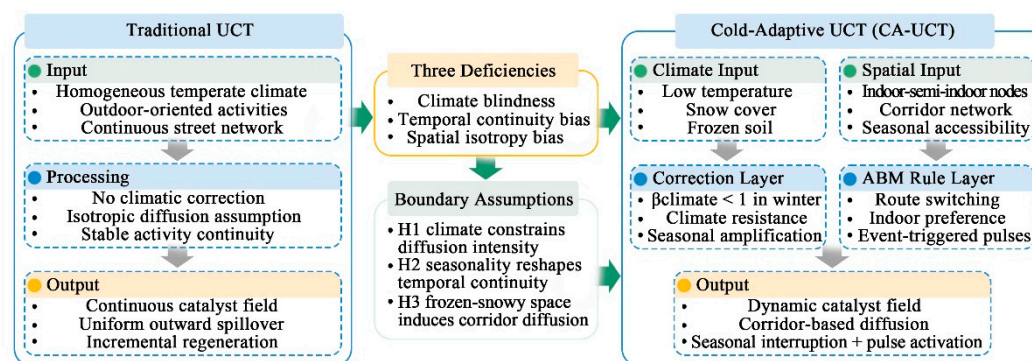 Traditional UCT
Input
• Homogeneous temperate climate
• Outdoor-oriented activities
• Continuous street network
Processing
• No climatic correction
• Isotropic diffusion assumption
• Stable activity continuity
Output
• Continuous catalyst field
• Uniform outward spillover
• Incremental regeneration
Three Deficiencies
• Climate blindness
• Temporal continuity bias
• Spatial isotropy bias
Boundary Assumptions
• H1 climate constrains
diffusion intensity
• H2 seasonality reshapes
temporal continuity
• H3 frozen-snowy space
induces corridor diffusion
Cold-Adaptive UCT (CA-UCT)
Climate Input
• Low temperature
• Snow cover
• Frozen soil
Spatial Input
• Indoor-semi-indoor nodes
• Corridor network
• Seasonal accessibility
Correction Layer
• βclimate < 1 in winter
• Climate resistance
• Seasonal amplification
ABM Rule Layer
• Route switching
• Indoor preference
• Event-triggered pulses
Output
• Dynamic catalyst field
• Corridor-based diffusion
• Seasonal interruption + pulse activation